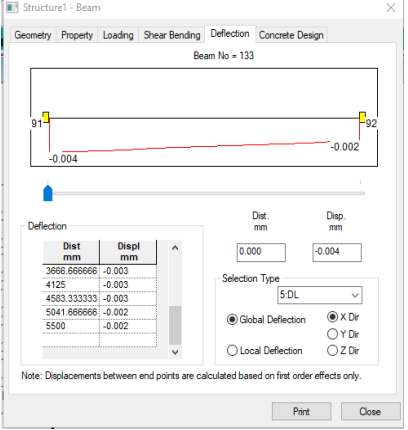 Structure1 - Beam
Geometry Property Loading Shear Bending Deflection Concrete Design
Beam No = 133
91
92
-0.004
-0.002
Dist.
mm
Disp.
mm
0.000
-0.004
Deflection
Dist
mm
Displ
mm
3666.666666 -0.003
4125 -0.003
4583.333333 -0.003
5041.666666 -0.002
5500 -0.002
Selection Type
5:DL
Global Deflection
Local Deflection
X Dir
Y Dir
Z Dir
Note: Displacements between end points are calculated based on first order effects only.
Print Close